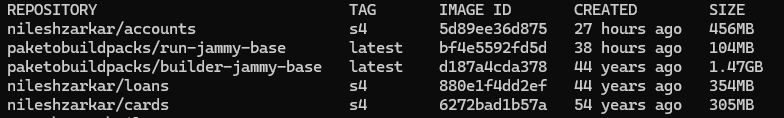 REPOSITORY TAG IMAGE ID CREATED SIZE
nileshzarkar/accounts s4 5d89ee36d875 27 hours ago 456MB
paketobuildpacks/run-jammy-base latest bf4e5592fd5d 38 hours ago 104MB
paketobuildpacks/builder-jammy-base latest d187a4cda378 44 years ago 1.47GB
nileshzarkar/loans s4 880e1f4dd2ef 44 years ago 354MB
nileshzarkar/cards s4 6272bad1b57a 54 years ago 305MB